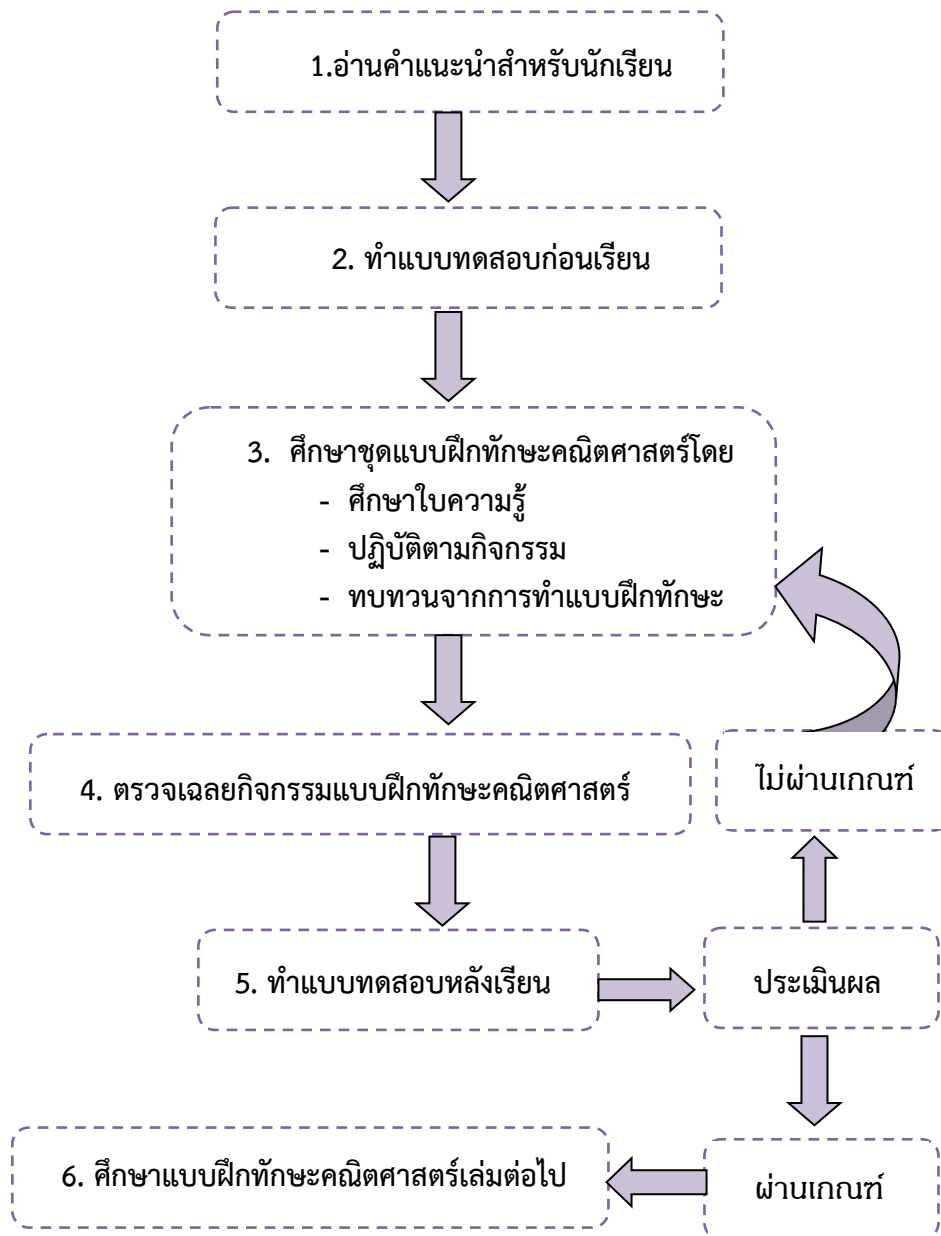 1.อ่านคำแนะนำสำหรับนักเรียน
2. ทำแบบทดสอบก่อนเรียน
3. ศึกษาชุดแบบฝึกทักษะคณิตศาสตร์โดย
- ศึกษาใบความรู้
- ปฏิบัติตามกิจกรรม
- ทบทวนจากการทำแบบฝึกทักษะ
4. ตรวจเฉลยกิจกรรมแบบฝึกทักษะคณิตศาสตร์
ไม่ผ่านเกณฑ์
5. ทำแบบทดสอบหลังเรียน
ประเมินผล
6. ศึกษาแบบฝึกทักษะคณิตศาสตร์เล่มต่อไป
ผ่านเกณฑ์